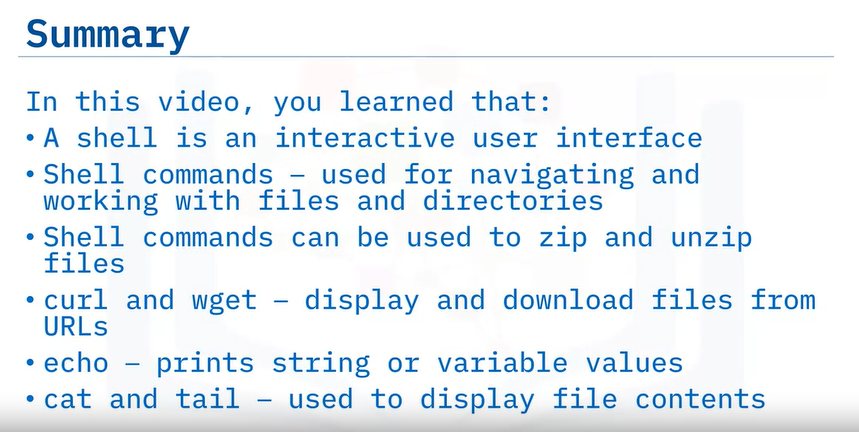 Summary
In this video, you learned that:
• A shell is an interactive user interface
• Shell commands – used for navigating and
working with files and directories
• Shell commands can be used to zip and unzip
files
• curl and wget – display and download files from
URLs
• echo – prints string or variable values
• cat and tail – used to display file contents